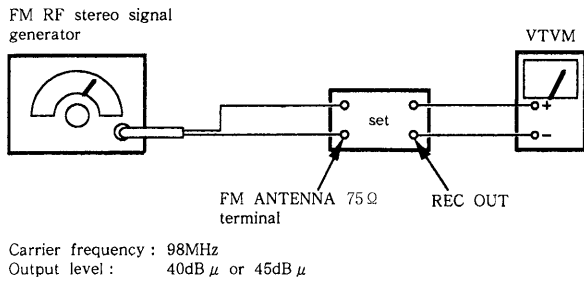 FM RF stereo signal
generator
VTVM
set
+
−
FM ANTENNA 75Ω
terminal
REC OUT
Carrier frequency : 98MHz
Output level : 40dB μ or 45dB μ